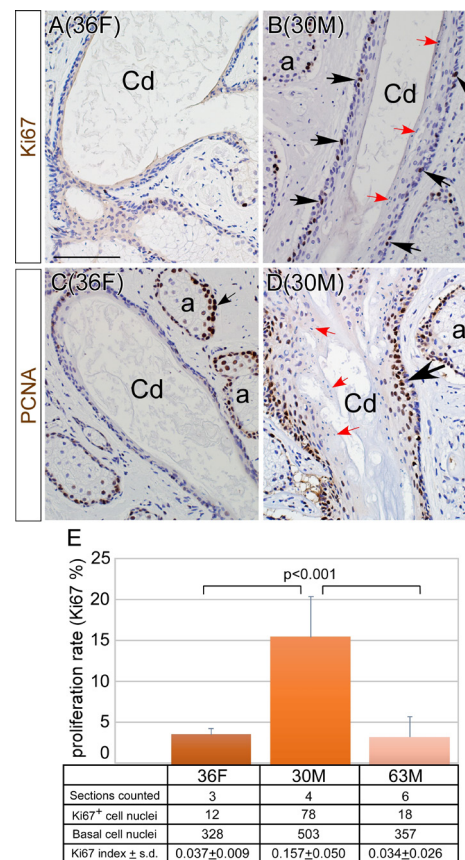 A(36F)
B(30M)
Ki67
Cd
a
Cd
C(36F)
D(30M)
PCNA
a
a
Cd
a
Cd
E
p<0.001
proliferation rate (Ki67 %)
25
20
15
10
5
0
36F 30M 63M
Sections counted 3 4 6
Ki67+ cell nuclei 12 78 18
Basal cell nuclei 328 503 357
Ki67 index ± s.d. 0.037±0.009 0.157±0.050 0.034±0.026